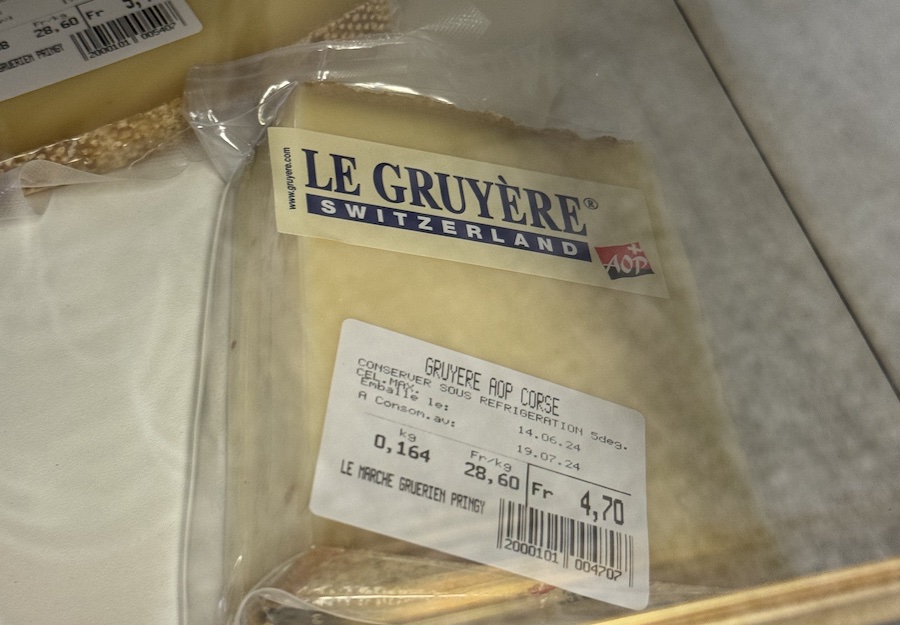 28,60
Fr
2000101
GRUERIEN PRINGY
www.gruyere.com
LE GRUYÈRE®
SWITZERLAND
AOP
GRUYERE AOP CORSE
CONSERVER SOUS REFRIGERATION 5deg.
CEL.MAX.
Emballé le: 14.06.24
A Conson.av: 19.07.24
kg Fr/kg
0,164 28,60 Fr 4,70
LE MARCHE GRUERIEN PRINGY
2000101 004707